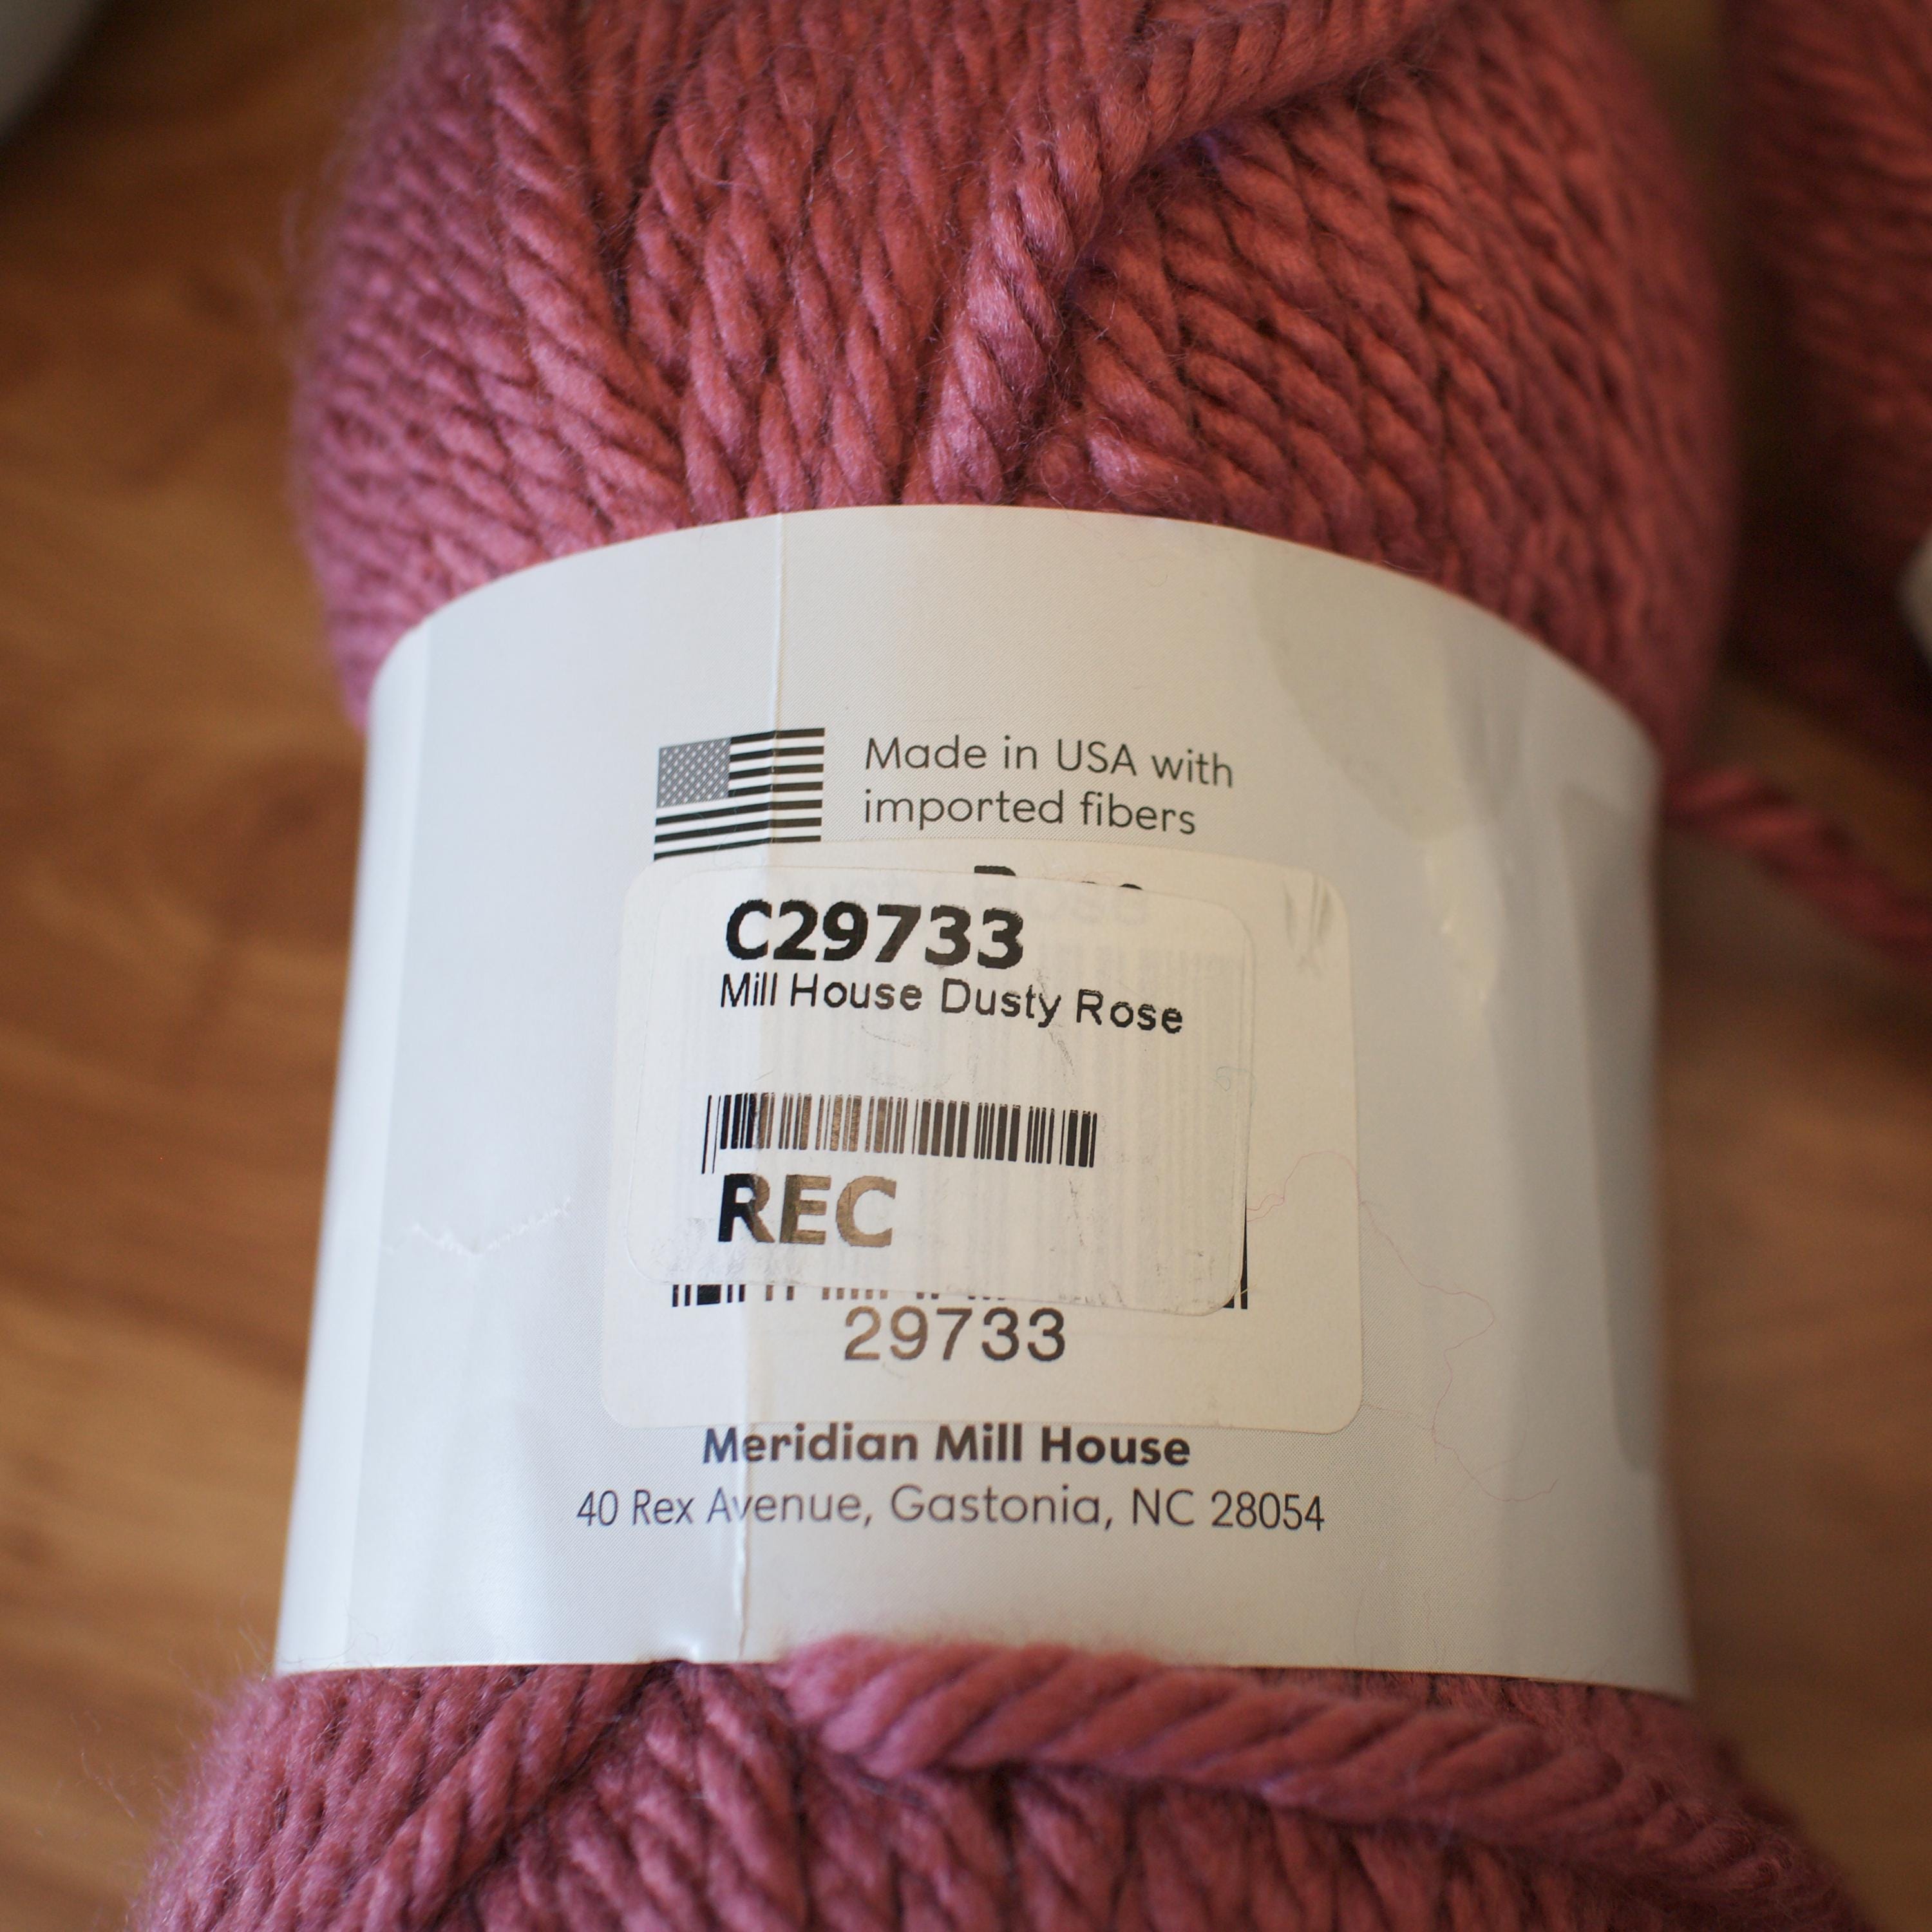 Made in USA with
imported fibers
C29733
Mill House Dusty Rose
REC
29733
Meridian Mill House
40 Rex Avenue, Gastonia, NC 28054